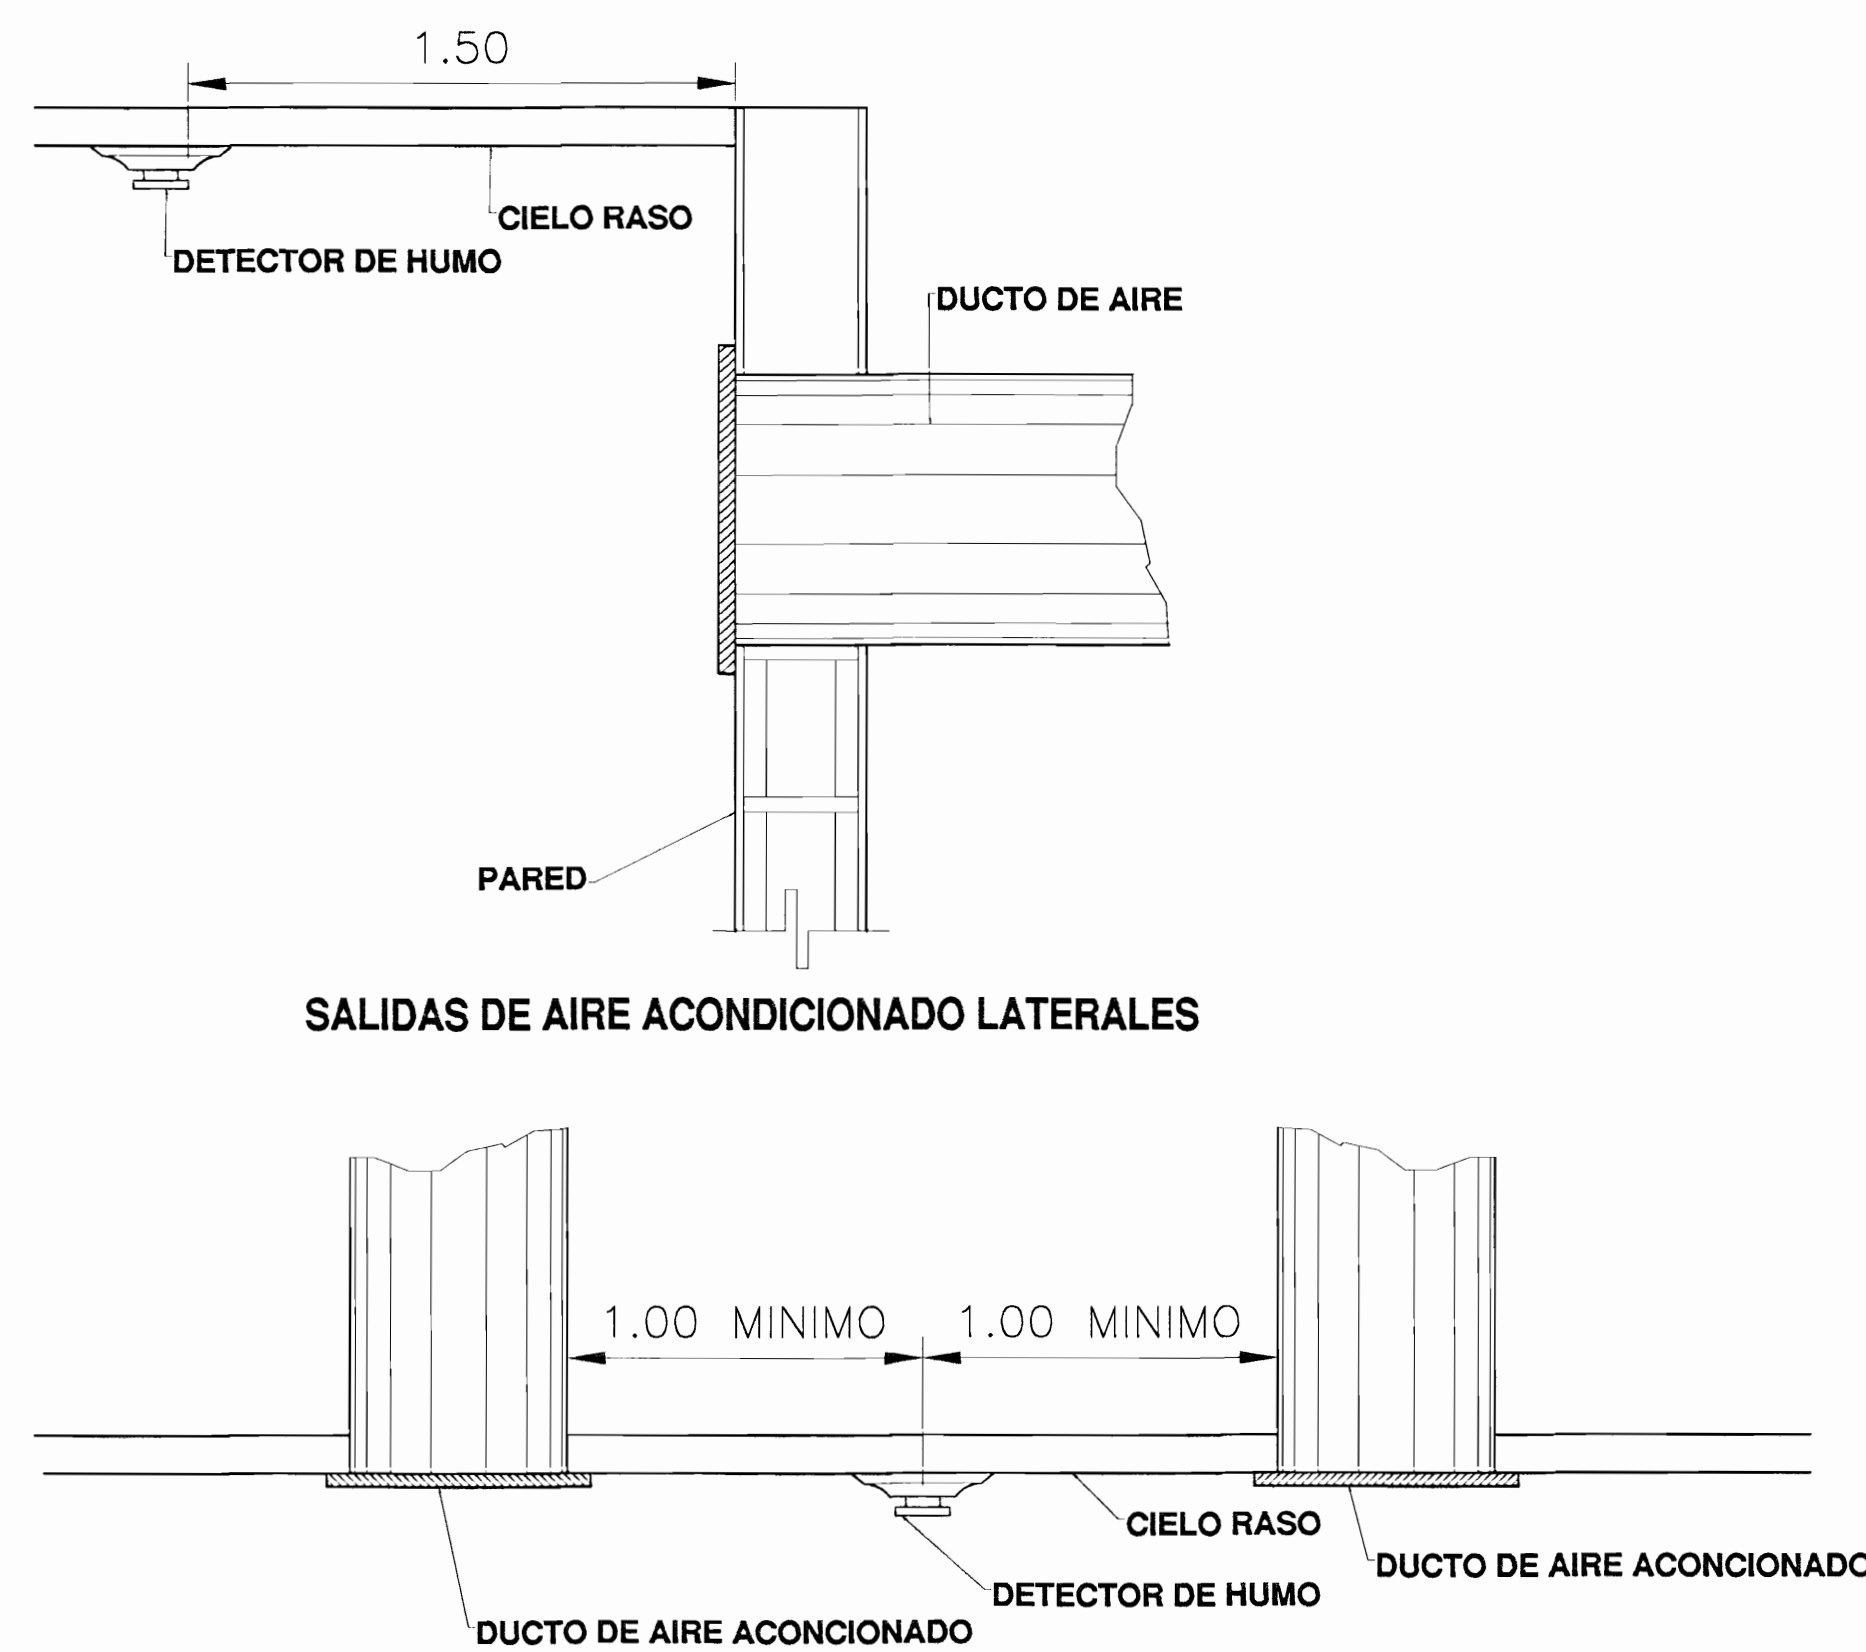 1.50
CIELO RASO
DETECTOR DE HUMO
DUCTO DE AIRE
PARED
SALIDAS DE AIRE ACONDICIONADO LATERALES
1.00 MINIMO
1.00 MINIMO
CIELO RASO
DUCTO DE AIRE ACONCIONADO
DETECTOR DE HUMO
DUCTO DE AIRE ACONCIONADO